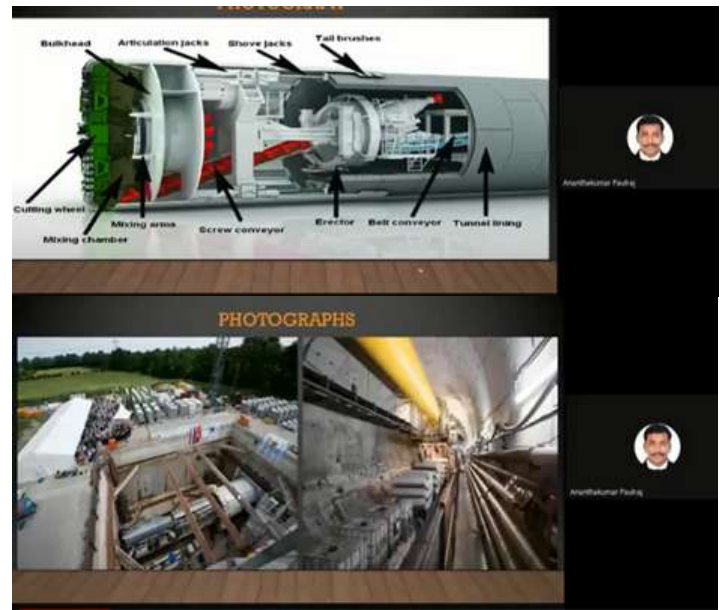 PHOTOGRAPH
Bulkhead Articulation jacks Shove jacks Tail brushes
Cutting wheel Mixing chamber Mixing arms Screw conveyor Erector Belt conveyor Tunnel lining
Ananthakumar Paulraj
PHOTOGRAPHS
Ananthakumar Paulraj